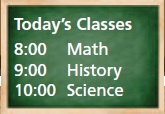 Today's Classes
8:00 Math
9:00 History
10:00 Science